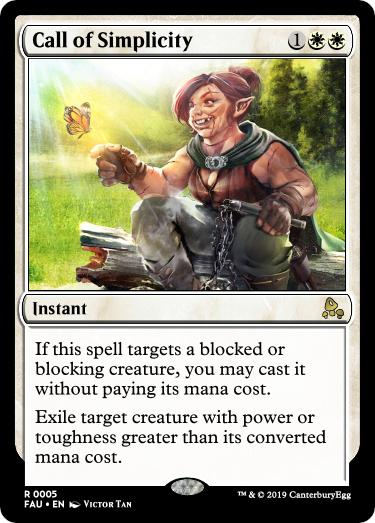 Call of Simplicity 1
Instant
If this spell targets a blocked or
blocking creature, you may cast it
without paying its mana cost.
Exile target creature with power or
toughness greater than its converted
mana cost.
R 0005
FAU • EN VICTOR TAN
™ & © 2019 CanterburyEgg